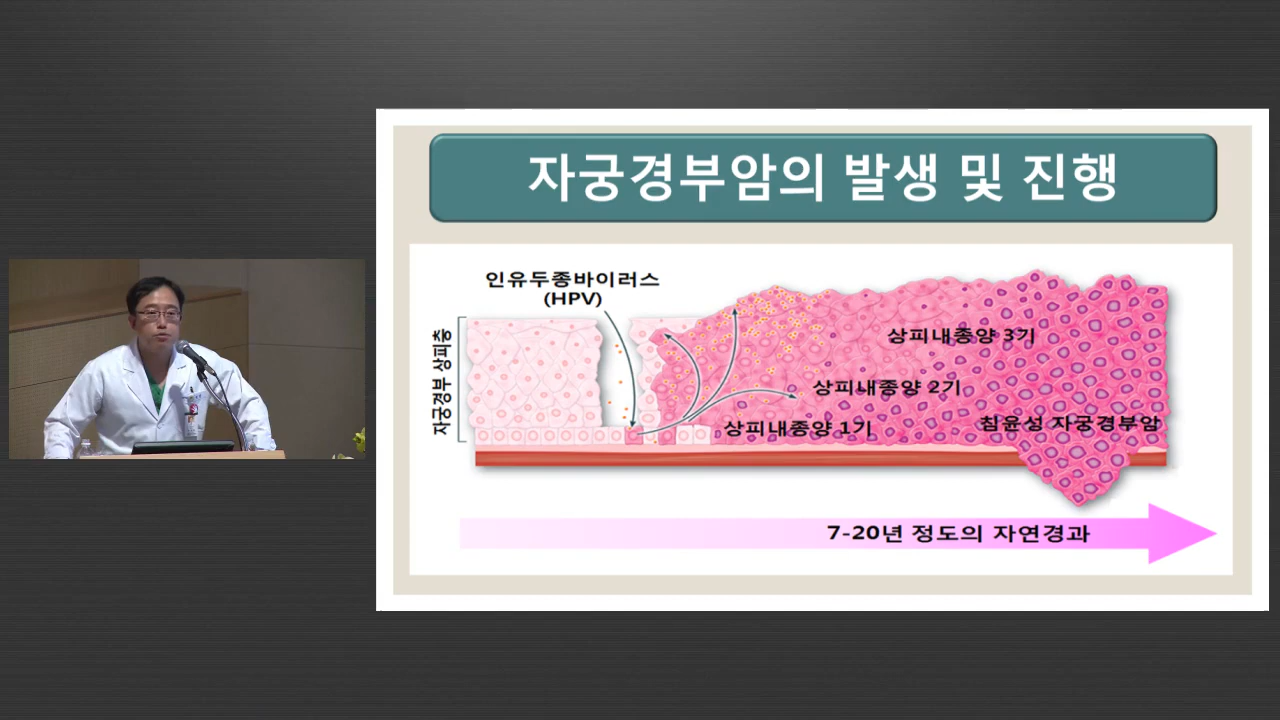 자궁경부암의 발생 및 진행
인유두종바이러스
(HPV)
자궁경부 상피층
상피내종양 3기
상피내종양 2기
상피내종양 1기
침윤성 자궁경부암
7-20년 정도의 자연경과